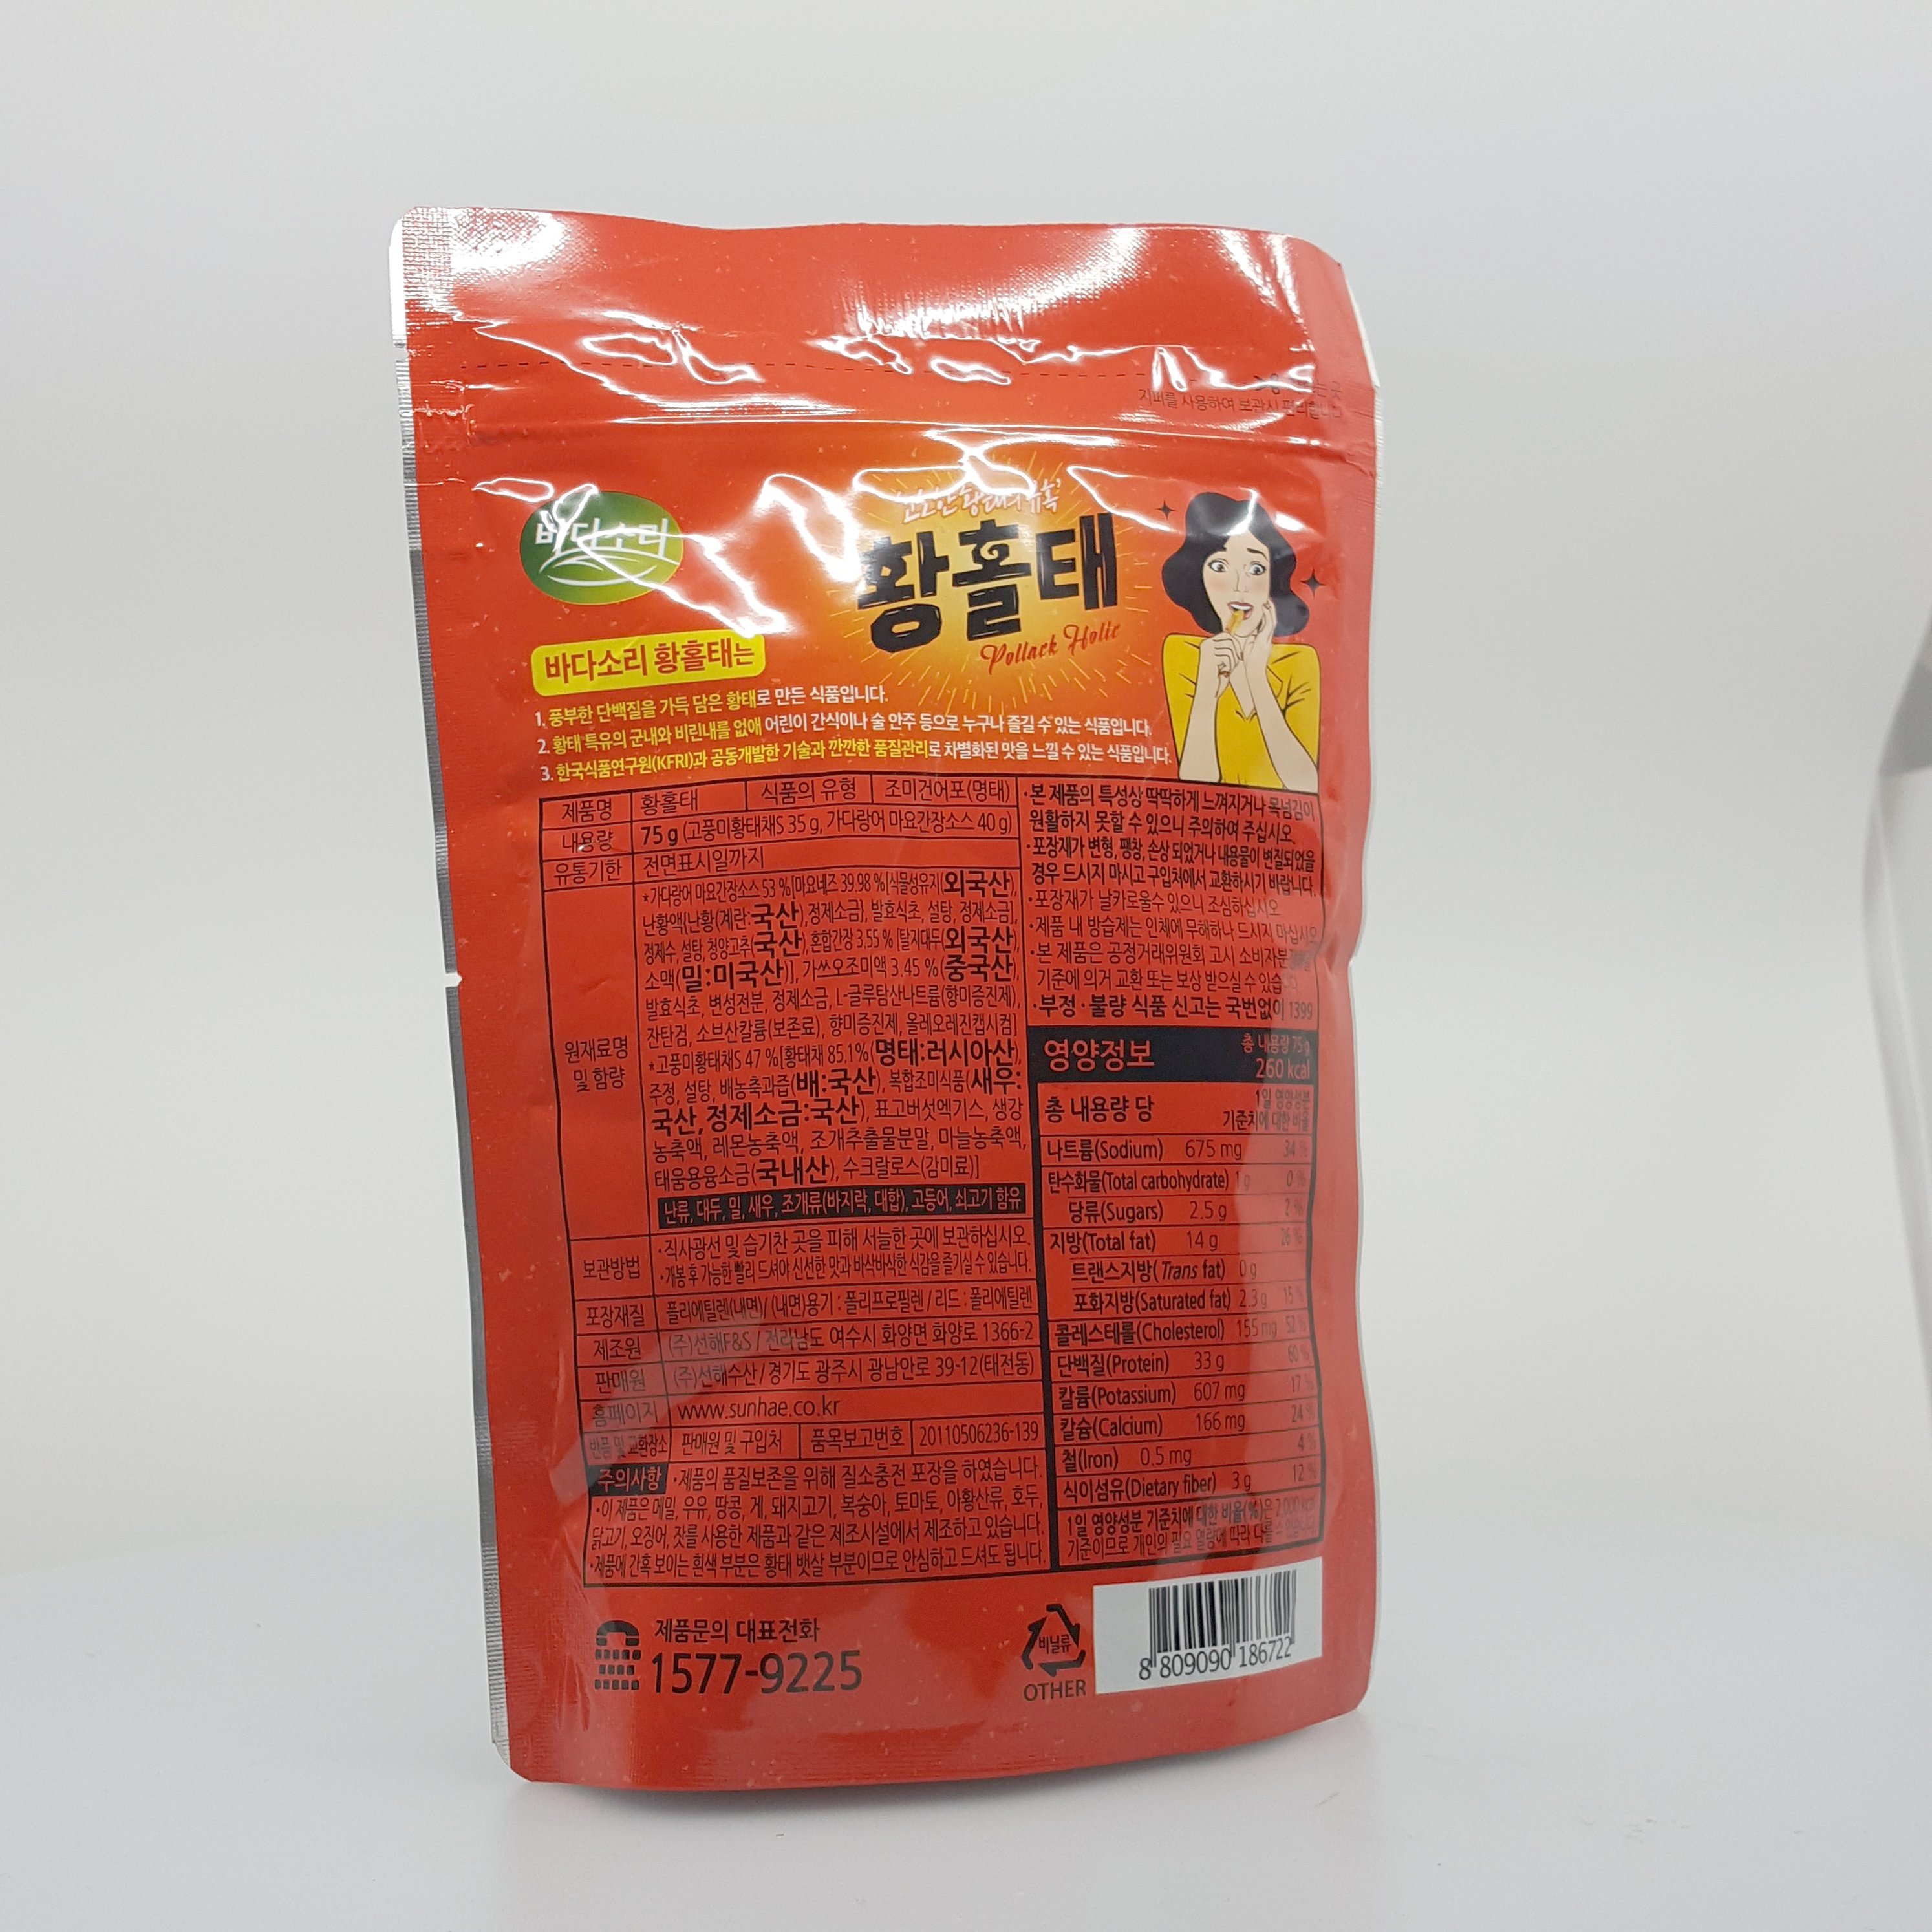 지퍼를 사용하여 보관시 편리합니다
바다소리
황홀태
Pollack Holic
바다소리 황홀태는
1. 풍부한 단백질을 가득 담은 황태로 만든 식품입니다.
2. 황태 특유의 군내와 비린내를 없애 어린이 간식이나 술 안주 등으로 누구나 즐길 수 있는 식품입니다.
3. 한국식품연구원(KFRI)과 공동개발한 기술과 깐깐한 품질관리로 차별화된 맛을 느낄 수 있는 식품입니다.
제품명 황홀태 식품의 유형 조미건어포(명태)
내용량 75 g (고풍미황태채S 35 g, 가다랑어 마요간장소스 40 g)
유통기한 전면표시일까지
원재료명 및 함량
*가다랑어 마요간장소스 53 % [마요네즈 39.98 %[식물성유지(외국산),
난황액[난황(계란:국산),정제소금], 발효식초, 설탕, 정제소금],
정제수, 설탕, 청양고추(국산), 혼합간장 3.55 % [탈지대두(외국산),
소맥(밀:미국산)], 가쓰오조미액 3.45 %(중국산),
발효식초, 변성전분, 정제소금, L-글루탐산나트륨(향미증진제),
잔탄검, 소브산칼륨(보존료), 향미증진제, 올레오레진캡시컴]
*고풍미황태채S 47 %[황태채 85.1%(명태:러시아산),
주정, 설탕, 배농축과즙(배:국산), 복합조미식품(새우:
국산,정제소금:국산), 표고버섯엑기스, 생강
농축액, 레몬농축액, 조개추출물분말, 마늘농축액,
태움용융소금(국내산), 수크랄로스(감미료)]
난류, 대두, 밀, 새우, 조개류(바지락, 대합), 고등어, 쇠고기 함유
보관방법
·직사광선 및 습기찬 곳을 피해 서늘한 곳에 보관하십시오.
·개봉 후 가능한 빨리 드셔야 신선한 맛과 바삭바삭한 식감을 즐기실 수 있습니다.
포장재질 폴리에틸렌(내면)/ (내면)용기 : 폴리프로필렌 / 리드 : 폴리에틸렌
제조원 (주)선해F&S / 전라남도 여수시 화양면 화양로 1366-2
판매원 (주)선해수산 / 경기도 광주시 광남안로 39-12(태전동)
홈페이지 www.sunhae.co.kr
반품 및 교환장소 판매원 및 구입처 품목보고번호 20110506236-139
주의사항 ·제품의 품질보존을 위해 질소충전 포장을 하였습니다.
·이 제품은 메밀, 우유, 땅콩, 게, 돼지고기, 복숭아, 토마토, 아황산류, 호두,
닭고기, 오징어, 잣를 사용한 제품과 같은 제조시설에서 제조하고 있습니다.
·제품에 간혹 보이는 흰색 부분은 황태 뱃살 부분이므로 안심하고 드셔도 됩니다.
·본 제품의 특성상 딱딱하게 느껴지거나 목넘김이
원활하지 못할 수 있으니 주의하여 주십시오.
·포장재가 변형, 팽창, 손상 되었거나 내용물이 변질되었을
경우 드시지 마시고 구입처에서 교환하시기 바랍니다.
·포장재가 날카로울수 있으니 조심하십시오
·제품 내 방습제는 인체에 무해하나 드시지 마십시오
·본 제품은 공정거래위원회 고시 소비자분쟁해결
기준에 의거 교환 또는 보상 받으실 수 있습니다.
·부정·불량 식품 신고는 국번없이 1399
영양정보 총 내용량 75 g
260 kcal
총 내용량 당 1일 영양성분
기준치에 대한 비율
나트륨(Sodium) 675 mg 34 %
탄수화물(Total carbohydrate) 1 g 0 %
당류(Sugars) 2.5 g 2 %
지방(Total fat) 14 g 26 %
트랜스지방(Trans fat) 0 g
포화지방(Saturated fat) 2.3 g 15 %
콜레스테롤(Cholesterol) 155 mg 52 %
단백질(Protein) 33 g 60 %
칼륨(Potassium) 607 mg 17 %
칼슘(Calcium) 166 mg 24 %
철(Iron) 0.5 mg 4 %
식이섬유(Dietary fiber) 3 g 12 %
1일 영양성분 기준치에 대한 비율(%)은 2,000 kcal
기준이므로 개인의 필요 열량에 따라 다를 수 있습니다
제품문의 대표전화
1577-9225
비닐류
OTHER
8 809090 186722